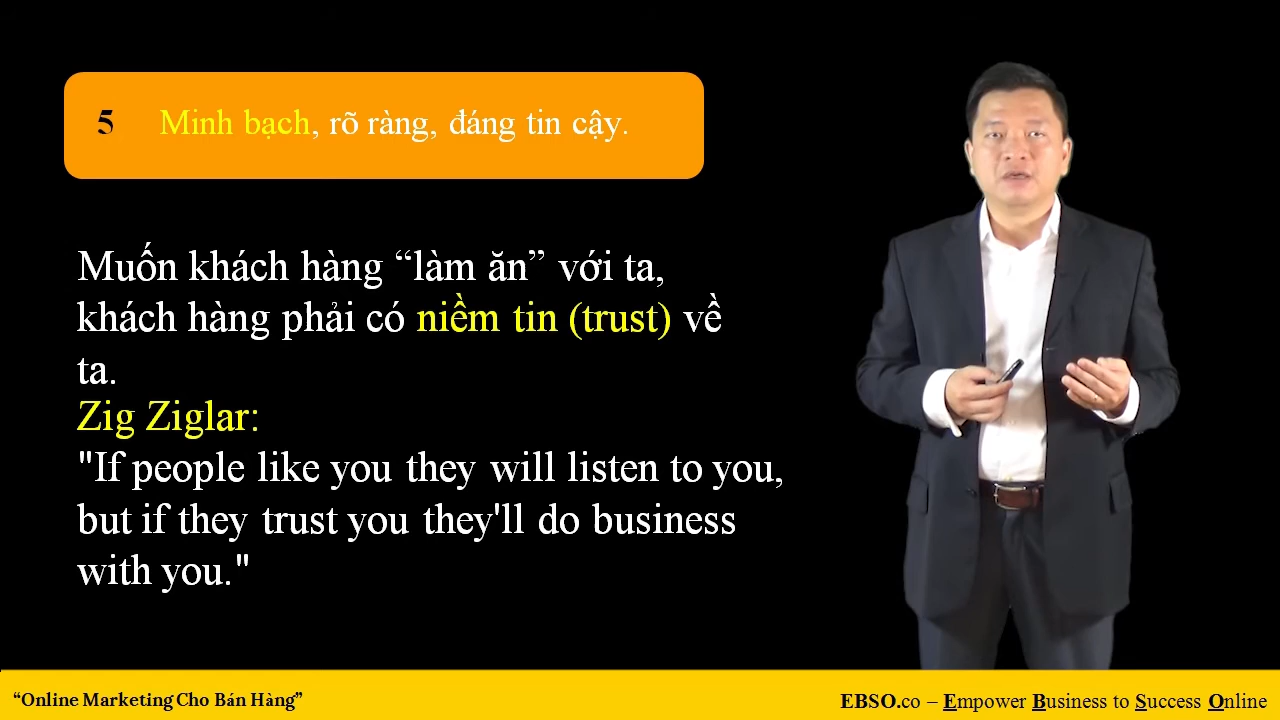 5 Minh bạch, rõ ràng, đáng tin cậy.
Muốn khách hàng “làm ăn” với ta,
khách hàng phải có niềm tin (trust) về
ta.
Zig Ziglar:
"If people like you they will listen to you,
but if they trust you they'll do business
with you."
“Online Marketing Cho Bán Hàng”
EBSO.co – Empower Business to Success Online